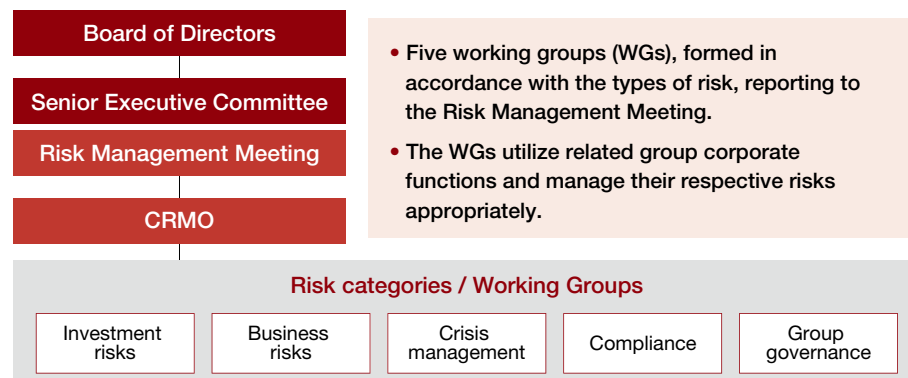 Board of Directors
Senior Executive Committee
Risk Management Meeting
CRMO
• Five working groups (WGs), formed in
accordance with the types of risk, reporting to
the Risk Management Meeting.
• The WGs utilize related group corporate
functions and manage their respective risks
appropriately.
Risk categories / Working Groups
Investment
risks
Business
risks
Crisis
management
Compliance
Group
governance